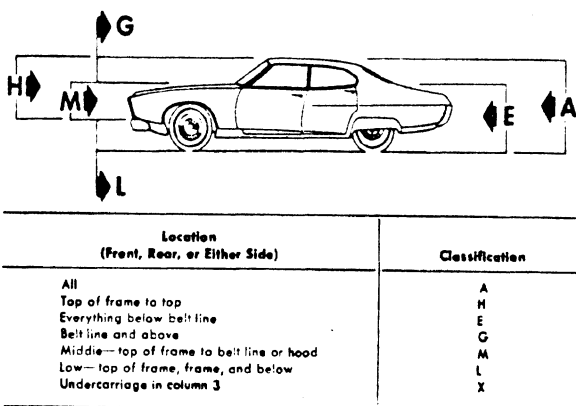 G
H
M
E
A
L
Location
(Front, Rear, or Either Side)
Classification
All A
Top of frame to top H
Everything below belt line E
Belt line and above G
Middle—top of frame to belt line or hood M
Low—top of frame, frame, and below L
Undercarriage in column 3 X